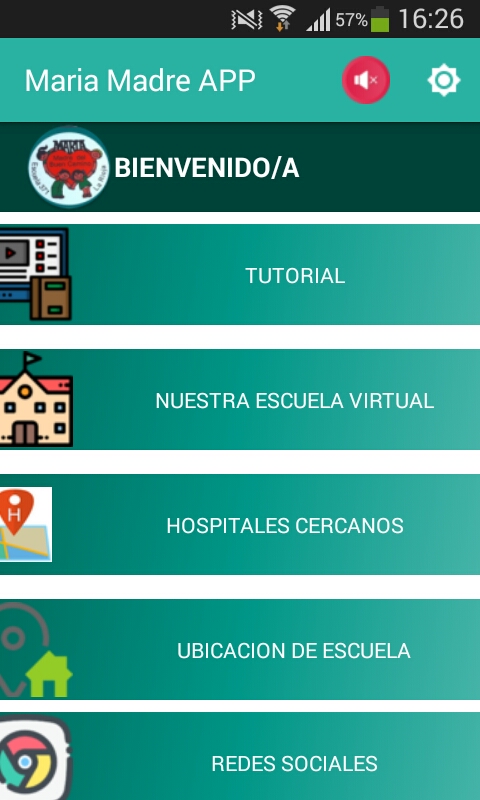 57% 16:26
Maria Madre APP
MARIA
BIENVENIDO/A
TUTORIAL
NUESTRA ESCUELA VIRTUAL
H
HOSPITALES CERCANOS
UBICACION DE ESCUELA
REDES SOCIALES